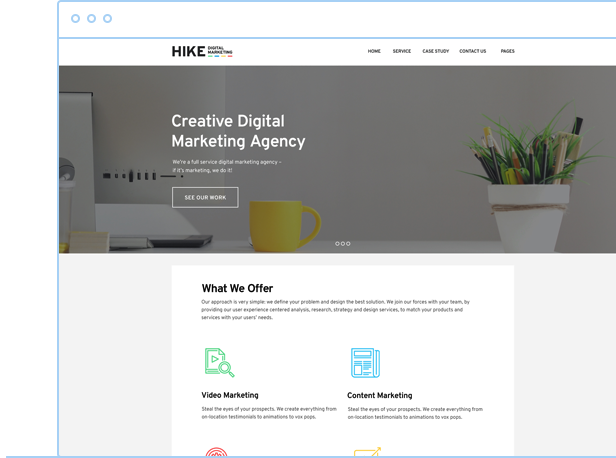 HIKE DIGITAL MARKETING
HOME SERVICE CASE STUDY CONTACT US PAGES
Creative Digital
Marketing Agency
We're a full service digital marketing agency –
if it's marketing, we do it!
SEE OUR WORK
What We Offer
Our approach is very simple: we define your problem and design the best solution. We join our forces with your team, by
providing our user experience centered analysis, research, strategy and design services, to match your products and
services with your users' needs.
Video Marketing
Steal the eyes of your prospects. We create everything from
on-location testimonials to animations to vox pops.
Content Marketing
Steal the eyes of your prospects. We create everything from
on-location testimonials to animations to vox pops.